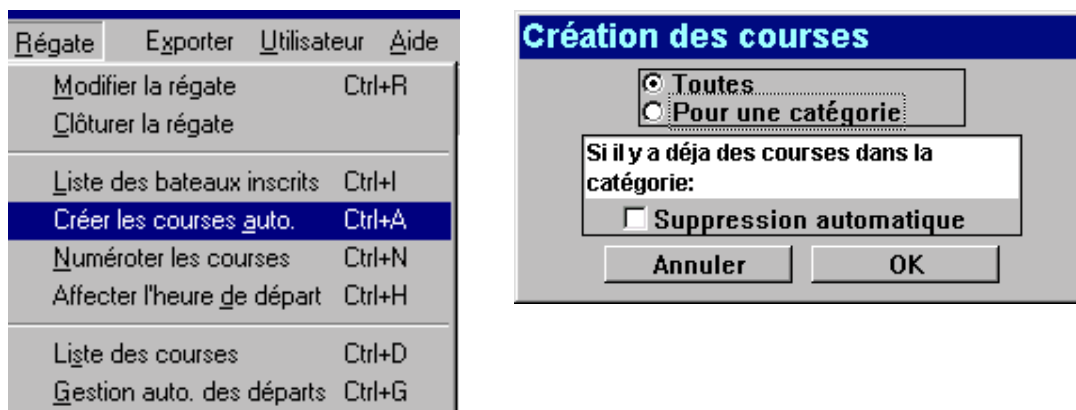 Régate Exporter Utilisateur Aide
Modifier la régate Ctrl+R
Clôturer la régate
Liste des bateaux inscrits Ctrl+I
Créer les courses auto. Ctrl+A
Numéroter les courses Ctrl+N
Affecter l'heure de départ Ctrl+H
Liste des courses Ctrl+D
Gestion auto. des départs Ctrl+G
Création des courses
Toutes
Pour une catégorie
Si il y a déja des courses dans la
catégorie:
Suppression automatique
Annuler OK